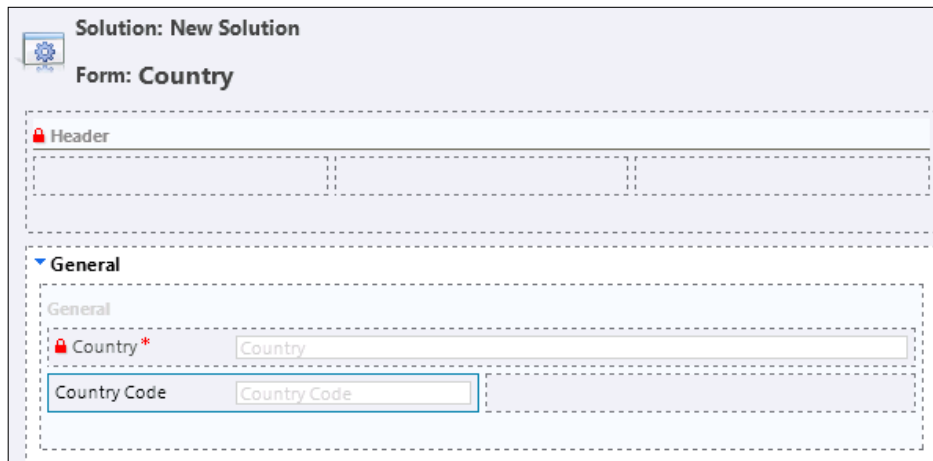 Solution: New Solution
Form: Country
Header
General
General
Country*
Country
Country Code
Country Code